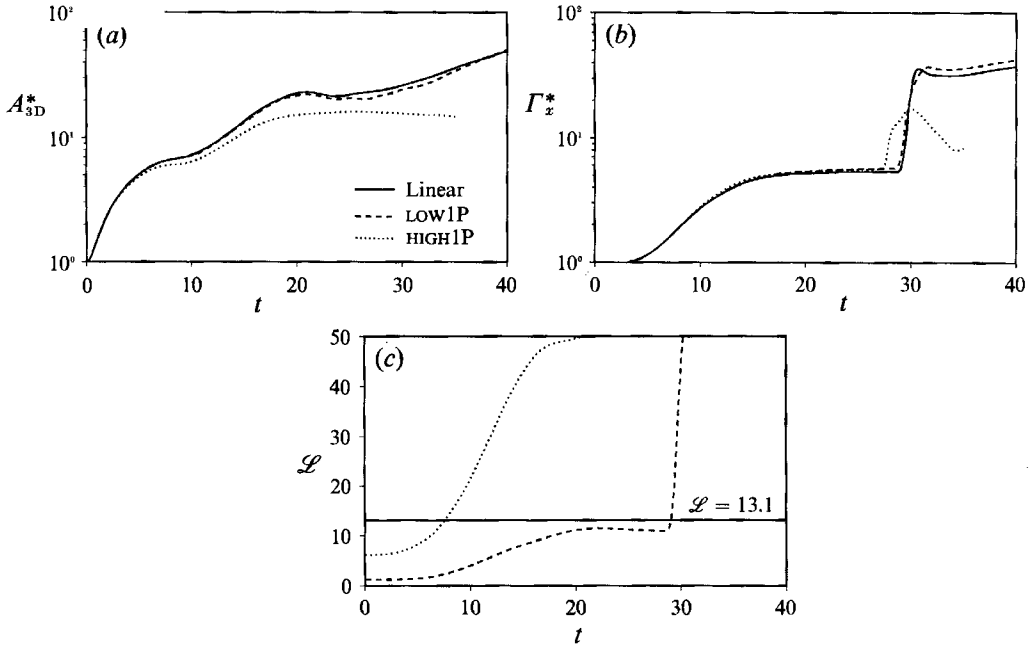 (a)
A*3D
10²
10¹
10⁰
0 10 20 30 40
t
Linear
LOW1P
HIGH1P
(b)
Γ*x
10²
10¹
10⁰
0 10 20 30 40
t
(c)
ℒ
50
40
30
20
10
0
ℒ = 13.1
0 10 20 30 40
t